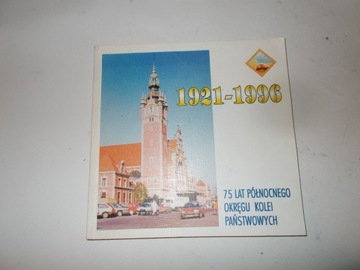 1921-1996
75 LAT PÓŁNOCNEGO
OKRĘGU KOLEI
PAŃSTWOWYCH